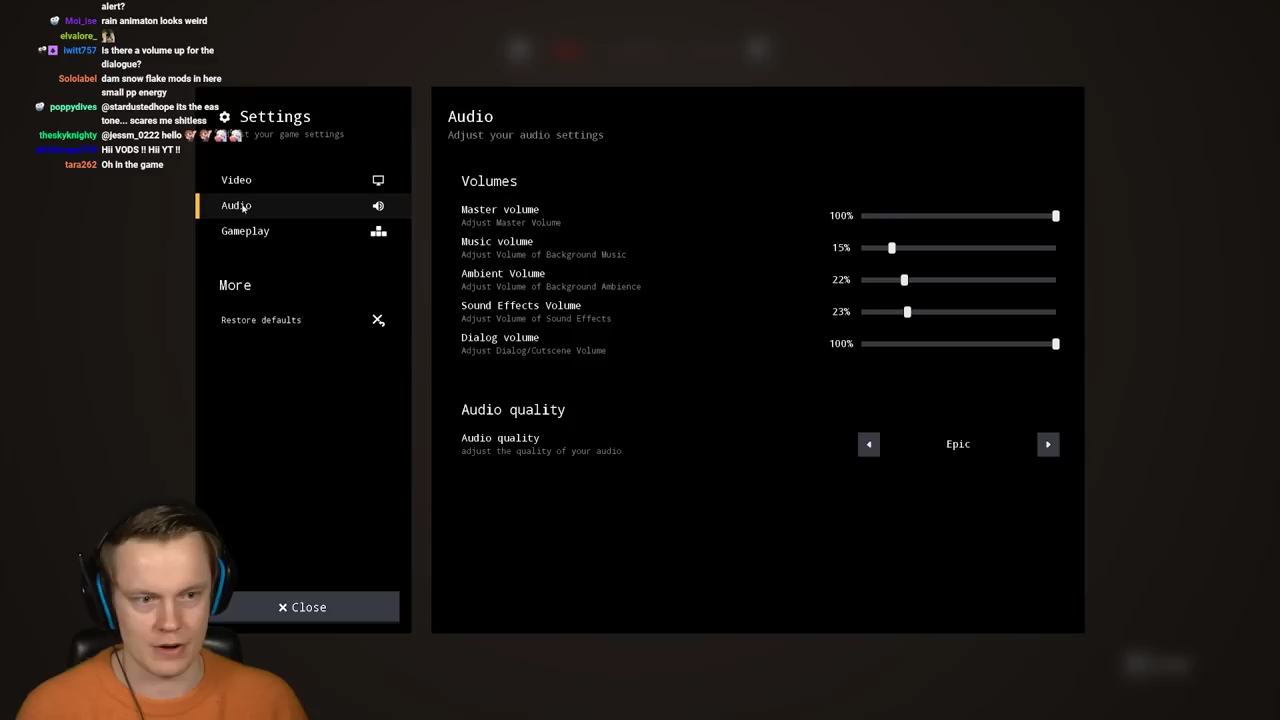 alert?
Moi_ise rain animaton looks weird
elvalore_
iwitt757 Is there a volume up for the
dialogue?
Sololabel dam snow flake mods in here
small pp energy
poppydives @stardustedhope its the eas
tone... scares me shitless
theskyknighty @jessm_0222 hello
Hii VODS !! Hii YT !!
tara262 Oh in the game
Settings
t your game settings
Video
Audio
Gameplay
More
Restore defaults
Close
Audio
Adjust your audio settings
Volumes
Master volume
Adjust Master Volume
100%
Music volume
Adjust Volume of Background Music
15%
Ambient Volume
Adjust Volume of Background Ambience
22%
Sound Effects Volume
Adjust Volume of Sound Effects
23%
Dialog volume
Adjust Dialog/Cutscene Volume
100%
Audio quality
Audio quality
adjust the quality of your audio
Epic